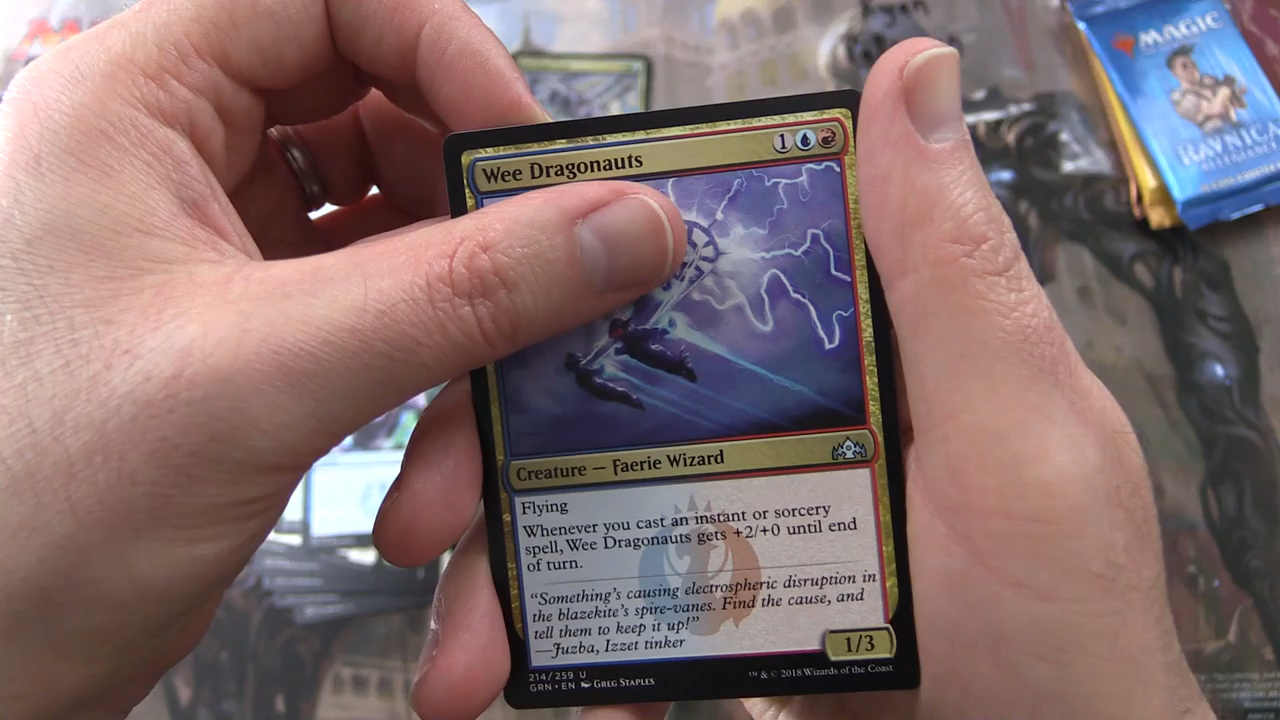 Ryan
MAGIC
RAVNICA
ALLEGIANCE
Wee Dragonauts
1
Creature — Faerie Wizard
Flying
Whenever you cast an instant or sorcery
spell, Wee Dragonauts gets +2/+0 until end
of turn.
“Something’s causing electrospheric disruption in
the blazekite’s spire-vanes. Find the cause, and
tell them to keep it up!”
—Juzba, Izzet tinker
1/3
214/259 U
GRN • EN Greg Staples
™ & © 2018 Wizards of the Coast